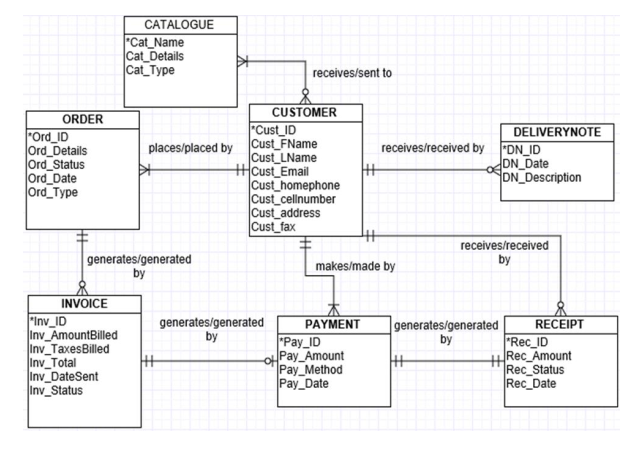 CATALOGUE
*Cat_Name
Cat_Details
Cat_Type
receives/sent to
ORDER
*Ord_ID
Ord_Details
Ord_Status
Ord_Date
Ord_Type
places/placed by
CUSTOMER
*Cust_ID
Cust_FName
Cust_LName
Cust_Email
Cust_homephone
Cust_cellnumber
Cust_address
Cust_fax
receives/received by
DELIVERYNOTE
*DN_ID
DN_Date
DN_Description
generates/generated
by
makes/made by
receives/received
by
INVOICE
*Inv_ID
Inv_AmountBilled
Inv_TaxesBilled
Inv_Total
Inv_DateSent
Inv_Status
generates/generated
by
PAYMENT
*Pay_ID
Pay_Amount
Pay_Method
Pay_Date
generates/generated
by
RECEIPT
*Rec_ID
Rec_Amount
Rec_Status
Rec_Date